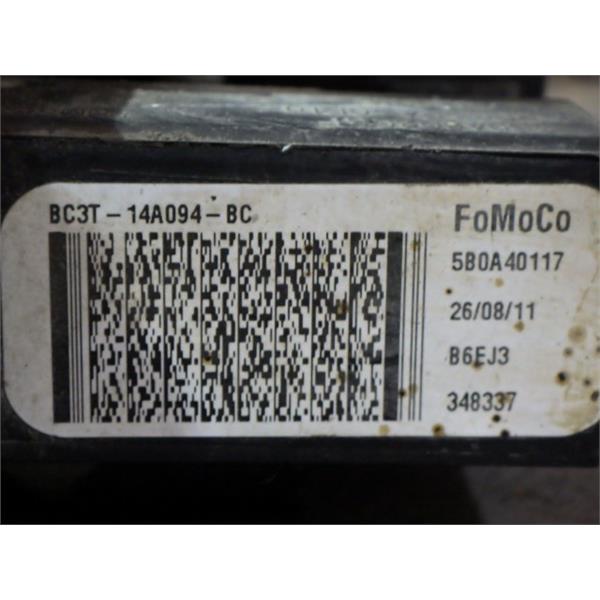 BC3T-14A094-BC
FoMoCo
5B0A40117
26/08/11
B6EJ3
348337